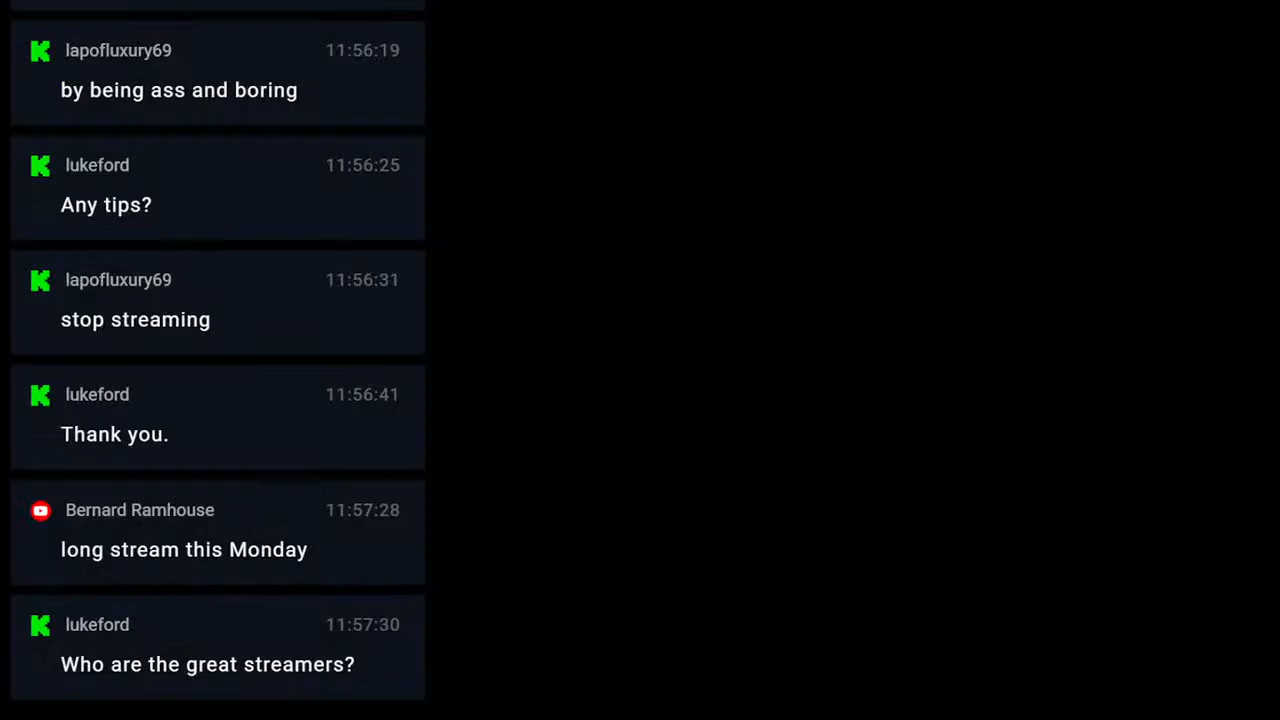 lapofluxury69 11:56:19
by being ass and boring
lukeford 11:56:25
Any tips?
lapofluxury69 11:56:31
stop streaming
lukeford 11:56:41
Thank you.
Bernard Ramhouse 11:57:28
long stream this Monday
lukeford 11:57:30
Who are the great streamers?